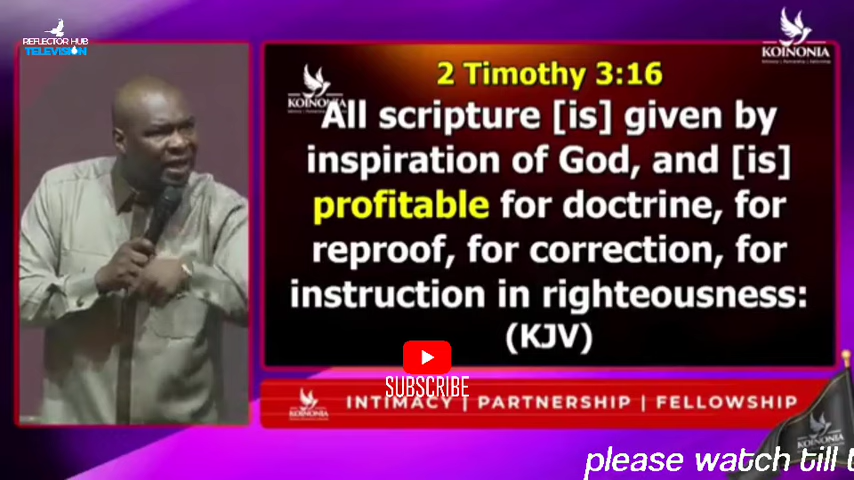 REFLECTOR HUB
TELEVISION
KOINONIA
KOINONIA
2 Timothy 3:16
All scripture [is] given by
inspiration of God, and [is]
profitable for doctrine, for
reproof, for correction, for
instruction in righteousness:
(KJV)
SUBSCRIBE
KOINONIA
INTIMACY | PARTNERSHIP | FELLOWSHIP
KOINONIA
please watch till t